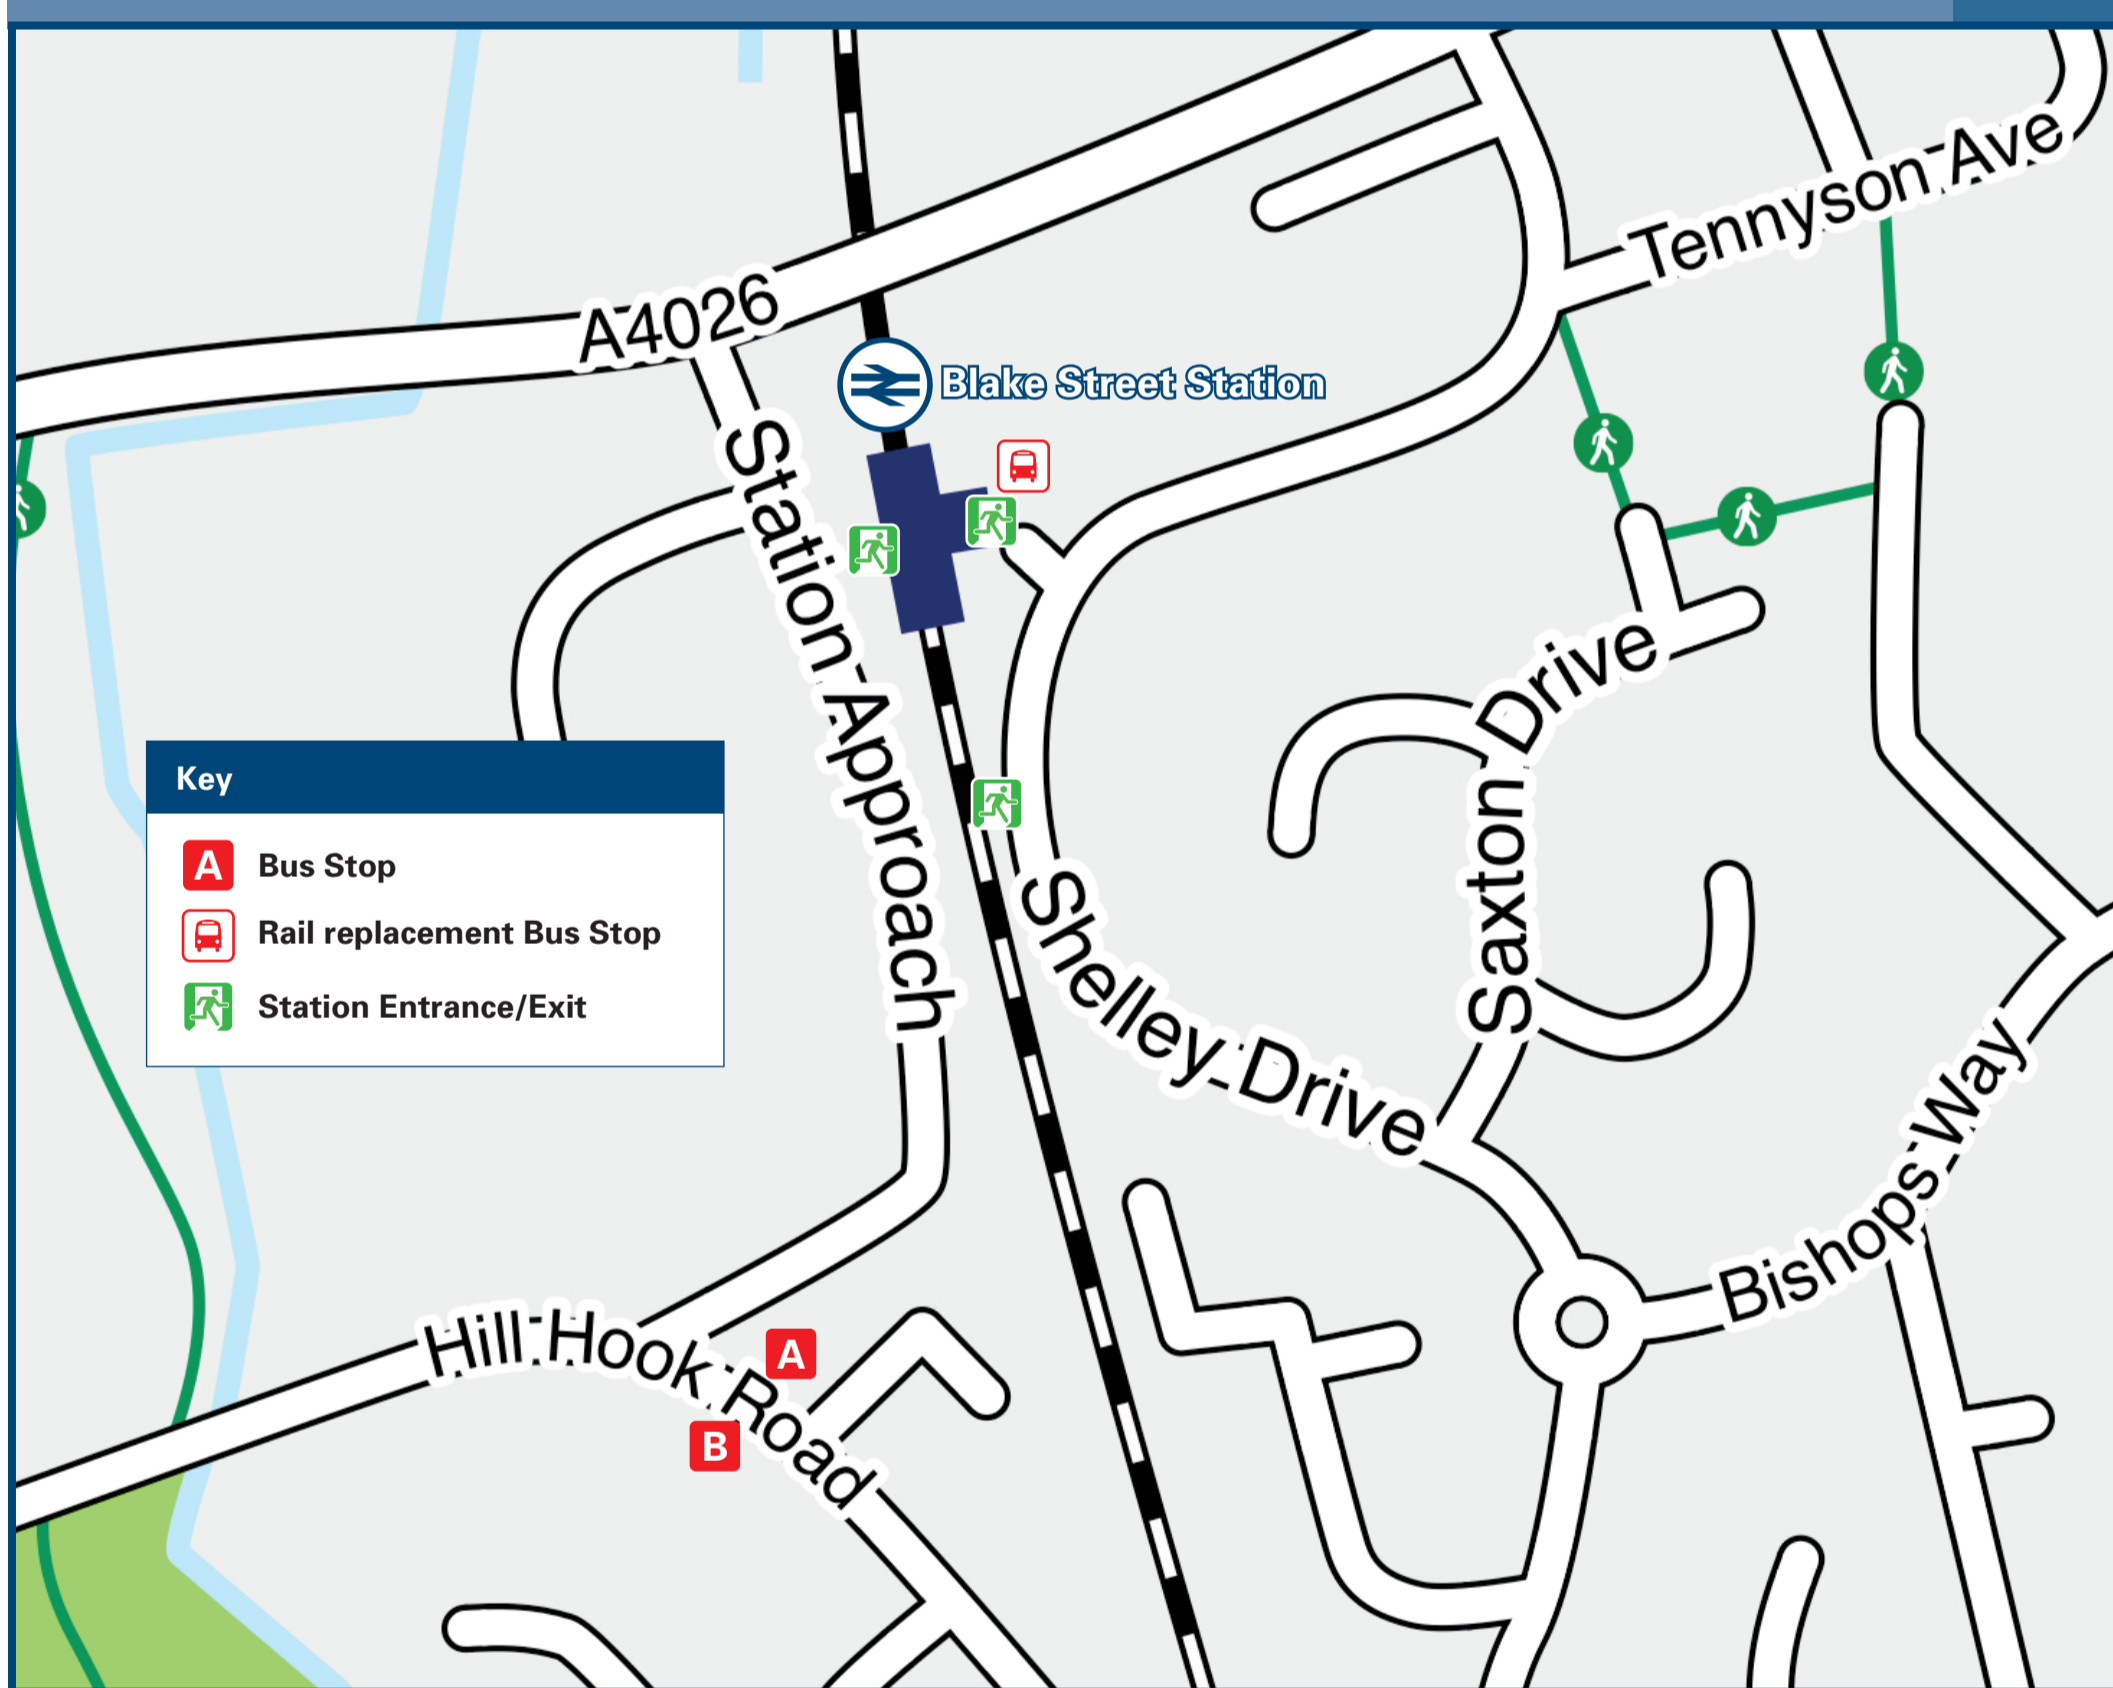 A4026
Blake Street Station
Tennyson Ave
Station Approach
Saxton Drive
Key
A Bus Stop
Rail replacement Bus Stop
Station Entrance/Exit
Shelley Drive
Bishops Way
Hill Hook Road
A
B